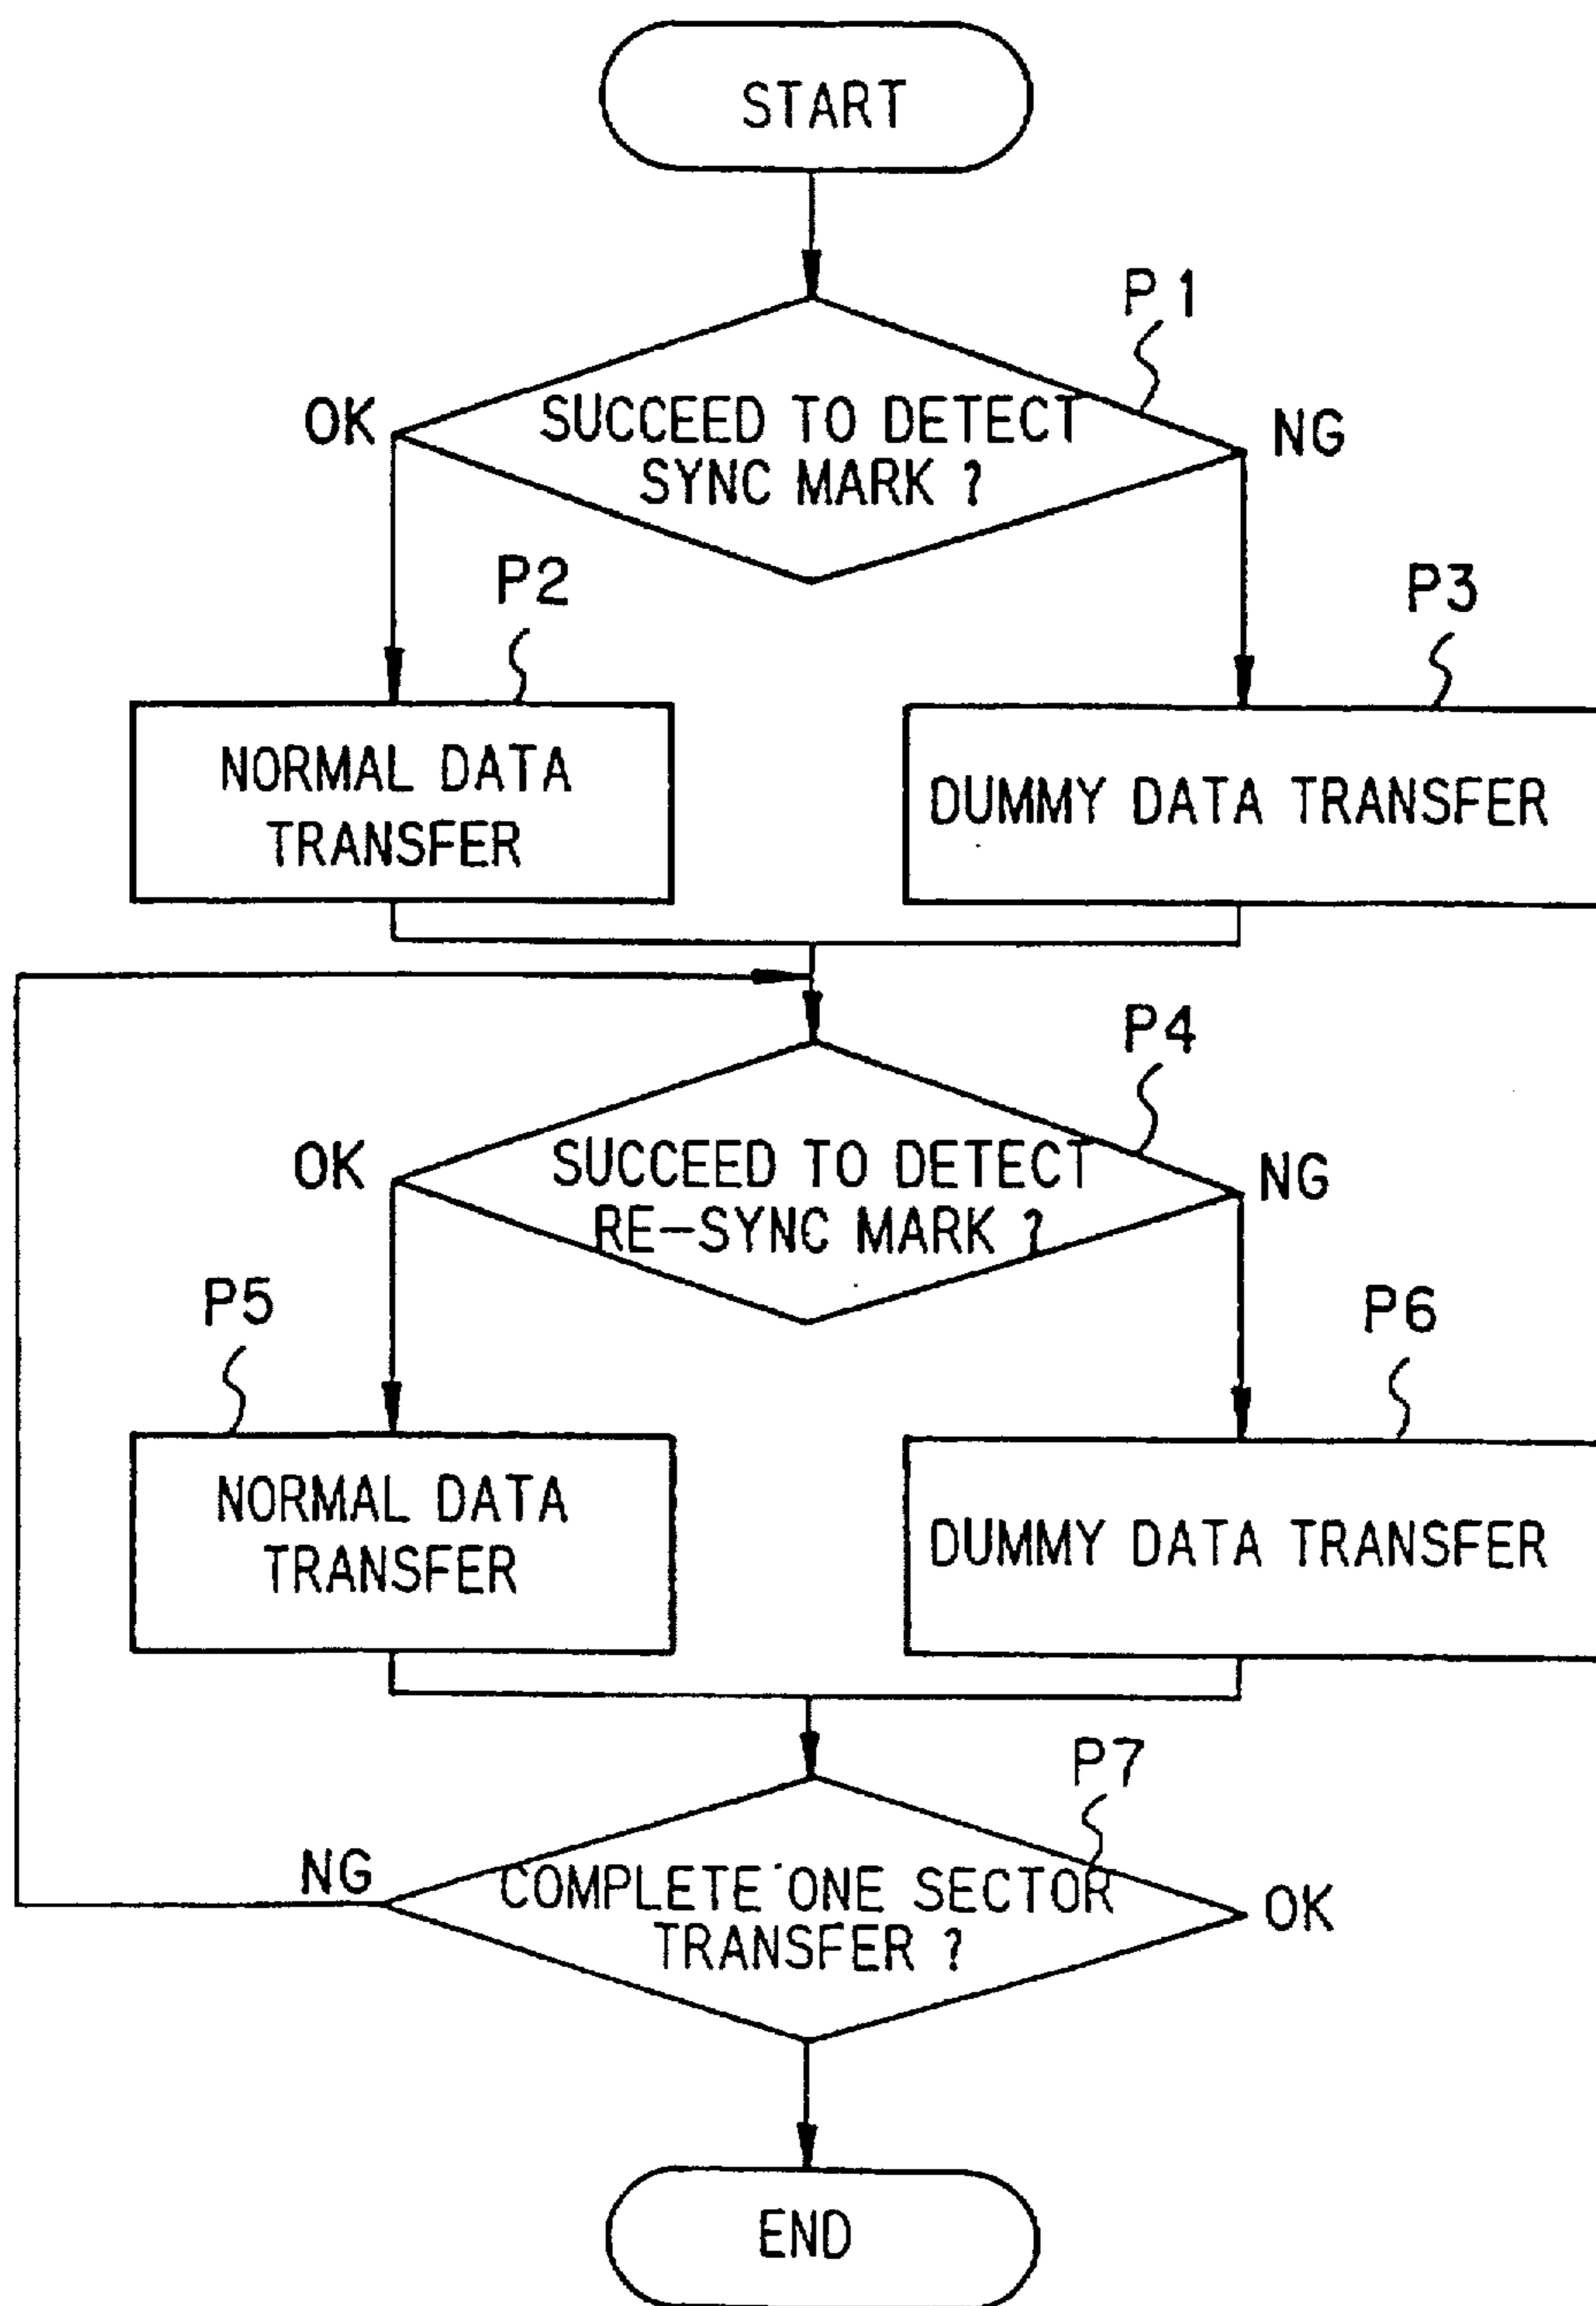 START
P1
OK
SUCCEED TO DETECT
SYNC MARK ?
NG
P2
P3
NORMAL DATA
TRANSFER
DUMMY DATA TRANSFER
P4
OK
SUCCEED TO DETECT
RE-SYNC MARK ?
NG
P5
P6
NORMAL DATA
TRANSFER
DUMMY DATA TRANSFER
P7
NG
COMPLETE ONE SECTOR
TRANSFER ?
OK
END